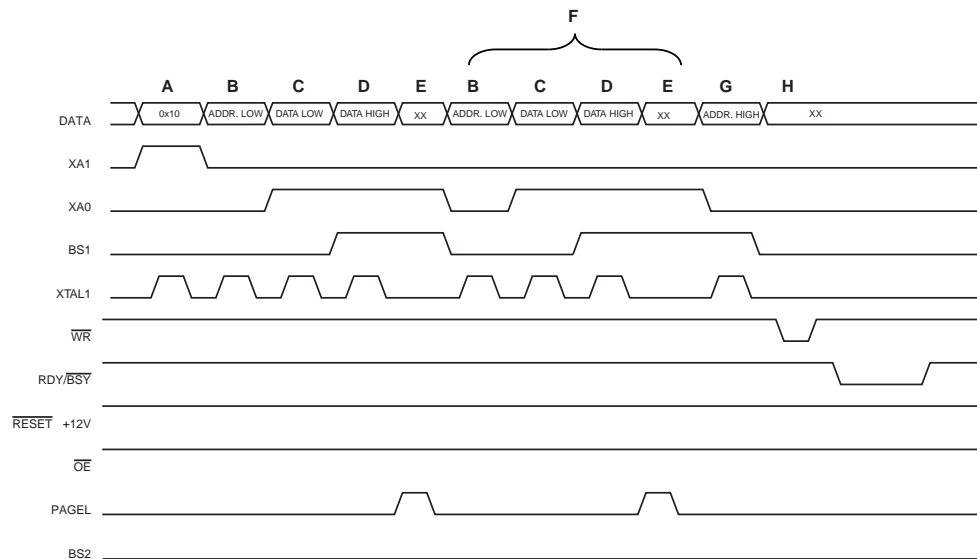 F
A B C D E B C D E G H
DATA 0x10 ADDR. LOW DATA LOW DATA HIGH XX ADDR. LOW DATA LOW DATA HIGH XX ADDR. HIGH XX
XA1
XA0
BS1
XTAL1
WR
RDY/BSY
RESET +12V
OE
PAGEL
BS2